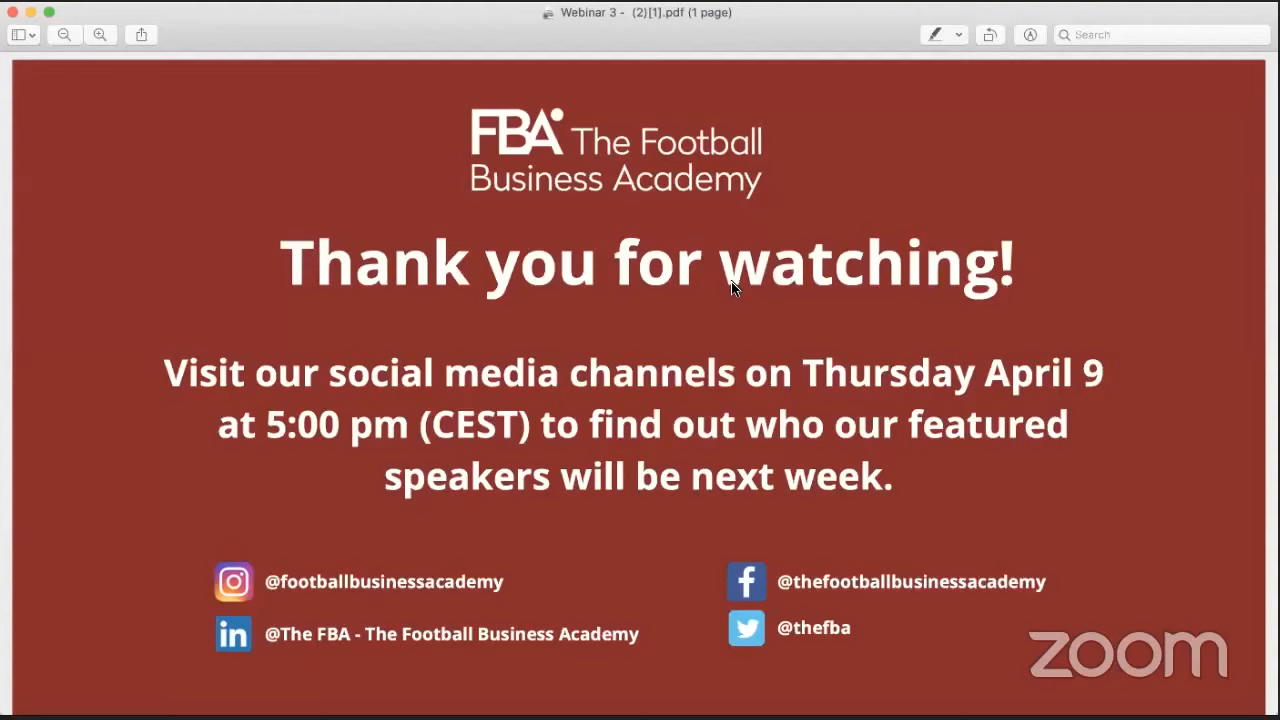 Webinar 3 - (2)[1].pdf (1 page)
Search
FBA The Football
Business Academy
Thank you for watching!
Visit our social media channels on Thursday April 9
at 5:00 pm (CEST) to find out who our featured
speakers will be next week.
@footballbusinessacademy
@thefootballbusinessacademy
in @The FBA - The Football Business Academy
@thefba
zoom